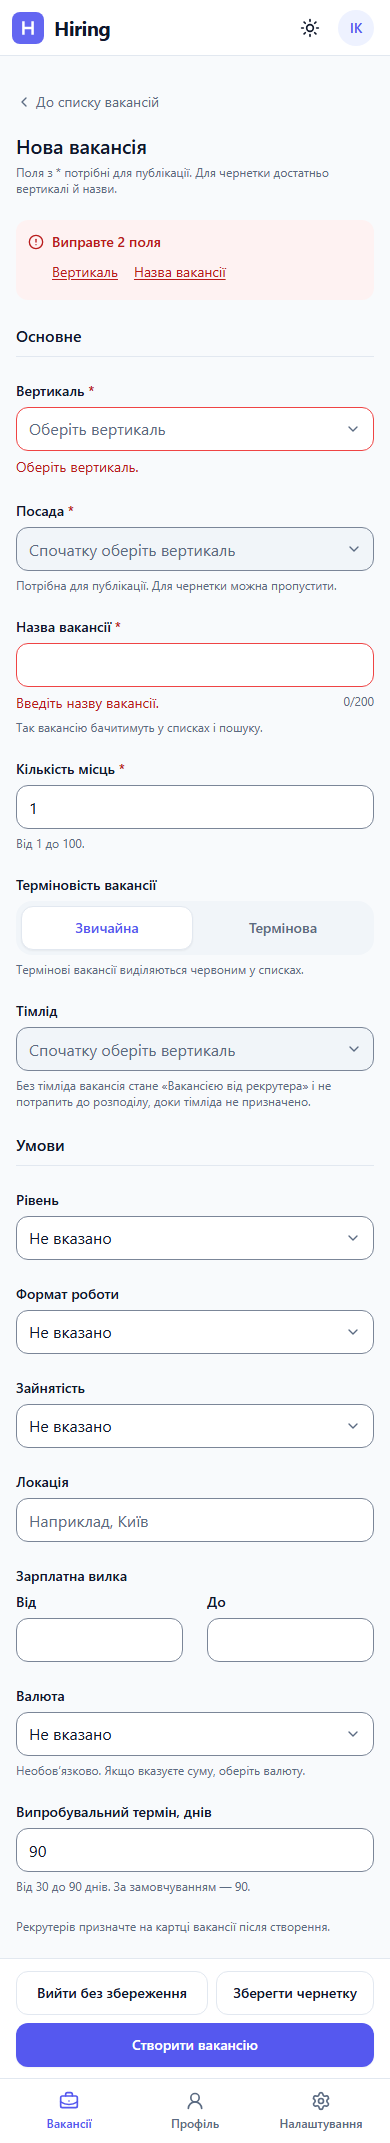 H Hiring
ІК
До списку вакансій
Нова вакансія
Поля з * потрібні для публікації. Для чернетки достатньо
вертикалі й назви.
Виправте 2 поля
Вертикаль Назва вакансії
Основне
Вертикаль *
Оберіть вертикаль
Оберіть вертикаль.
Посада *
Спочатку оберіть вертикаль
Потрібна для публікації. Для чернетки можна пропустити.
Назва вакансії *
Введіть назву вакансії. 0/200
Так вакансію бачитимуть у списках і пошуку.
Кількість місць *
1
Від 1 до 100.
Терміновість вакансії
Звичайна Термінова
Термінові вакансії виділяються червоним у списках.
Тімлід
Спочатку оберіть вертикаль
Без тімліда вакансія стане «Вакансією від рекрутера» і не
потрапить до розподілу, доки тімліда не призначено.
Умови
Рівень
Не вказано
Формат роботи
Не вказано
Зайнятість
Не вказано
Локація
Наприклад, Київ
Зарплатна вилка
Від До
Валюта
Не вказано
Необов'язково. Якщо вказуєте суму, оберіть валюту.
Випробувальний термін, днів
90
Від 30 до 90 днів. За замовчуванням — 90.
Рекрутерів призначте на картці вакансії після створення.
Вийти без збереження Зберегти чернетку
Створити вакансію
Вакансії Профіль Налаштування